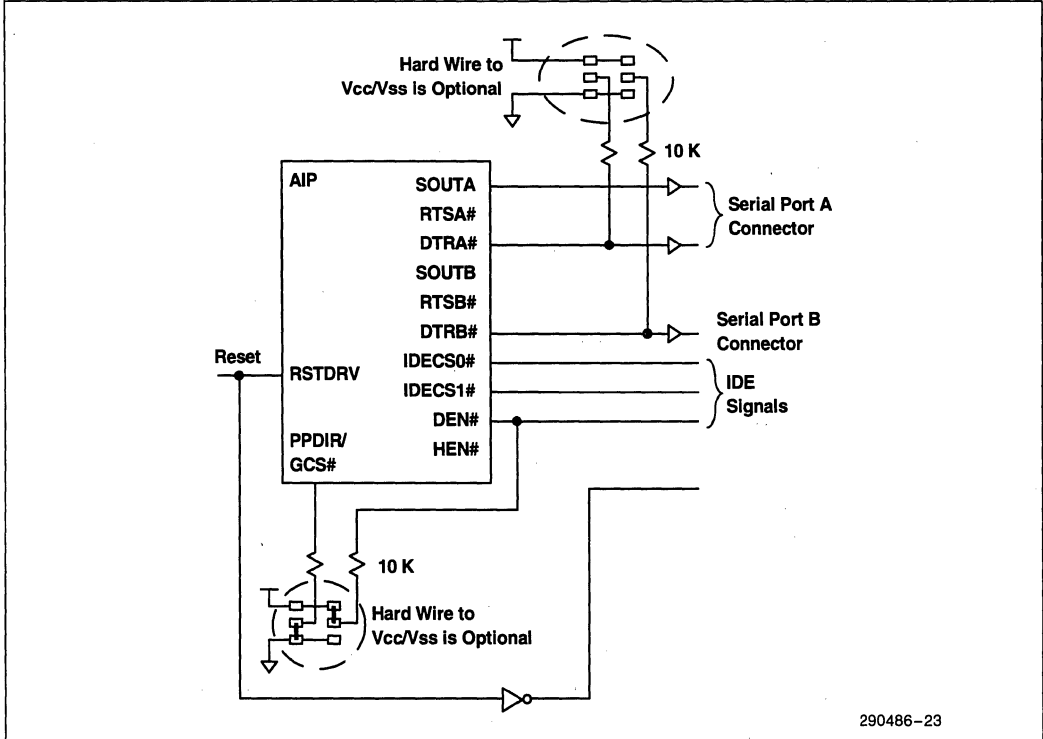 Hard Wire to
Vcc/Vss is Optional
10 K
AIP
SOUTA
RTSA#
DTRA#
SOUTB
RTSB#
DTRB#
IDECS0#
IDECS1#
DEN#
HEN#
Serial Port A
Connector
Serial Port B
Connector
IDE
Signals
Reset
RSTDRV
PPDIR/
GCS#
10 K
Hard Wire to
Vcc/Vss is Optional
290486-23